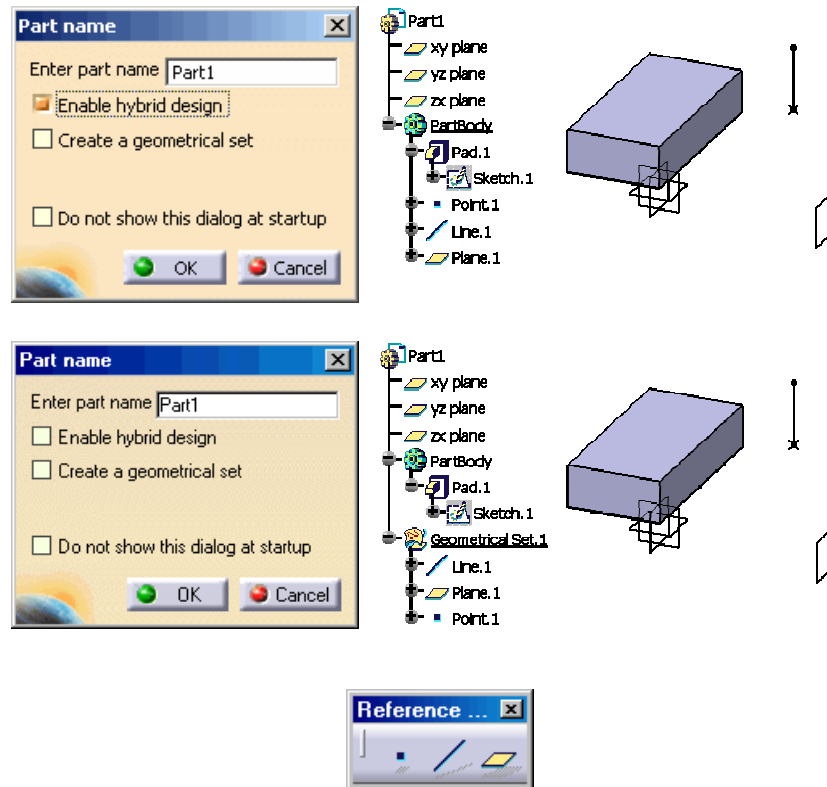 Part name
Enter part name Part1
Enable hybrid design
Create a geometrical set
Do not show this dialog at startup
OK Cancel
Part1
xy plane
yz plane
zx plane
PartBody
Pad.1
Sketch.1
Point.1
Line.1
Plane.1
Part name
Enter part name Part1
Enable hybrid design
Create a geometrical set
Do not show this dialog at startup
OK Cancel
Part1
xy plane
yz plane
zx plane
PartBody
Pad.1
Sketch.1
Geometrical Set.1
Line.1
Plane.1
Point.1
Reference ...